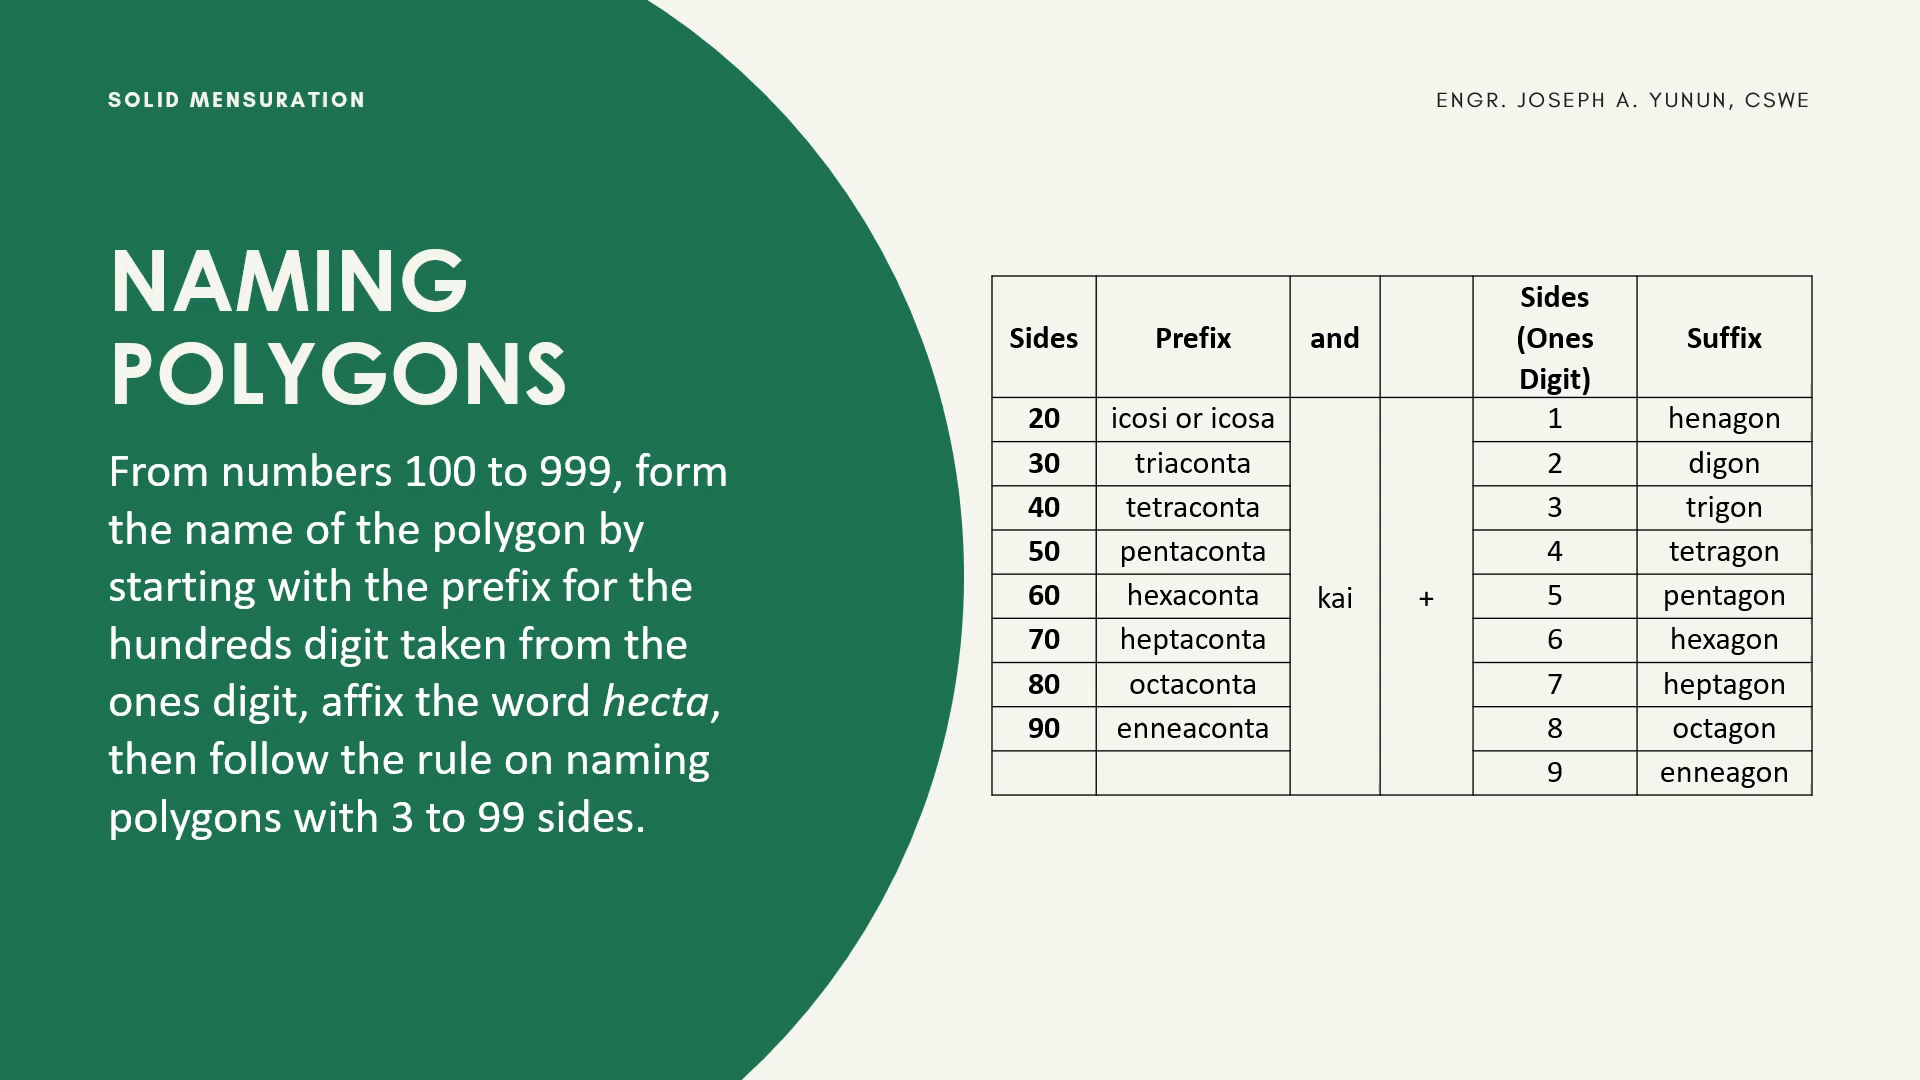 SOLID MENSURATION
ENGR. JOSEPH A. YUNUN, CSWE
NAMING
POLYGONS
From numbers 100 to 999, form
the name of the polygon by
starting with the prefix for the
hundreds digit taken from the
ones digit, affix the word hecta,
then follow the rule on naming
polygons with 3 to 99 sides.
Sides Prefix and Sides (Ones Digit) Suffix
20 icosi or icosa 1 henagon
30 triaconta 2 digon
40 tetraconta 3 trigon
50 pentaconta 4 tetragon
60 hexaconta kai + 5 pentagon
70 heptaconta 6 hexagon
80 octaconta 7 heptagon
90 enneaconta 8 octagon
9 enneagon